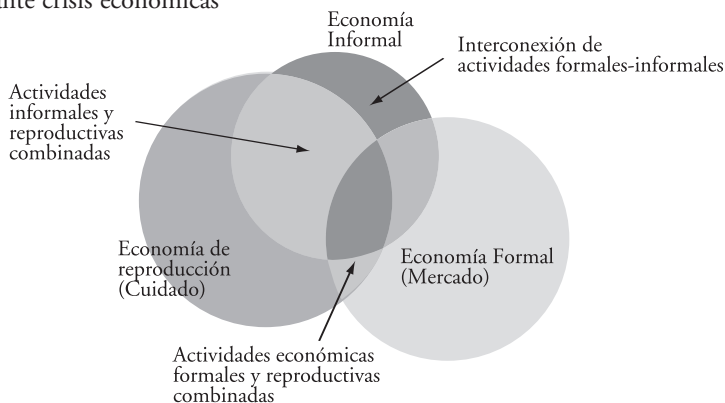 ante crisis económicas
Economía
Informal
Interconexión de
actividades formales-informales
Actividades
informales y
reproductivas
combinadas
Economía de
reproducción
(Cuidado)
Economía Formal
(Mercado)
Actividades económicas
formales y reproductivas
combinadas